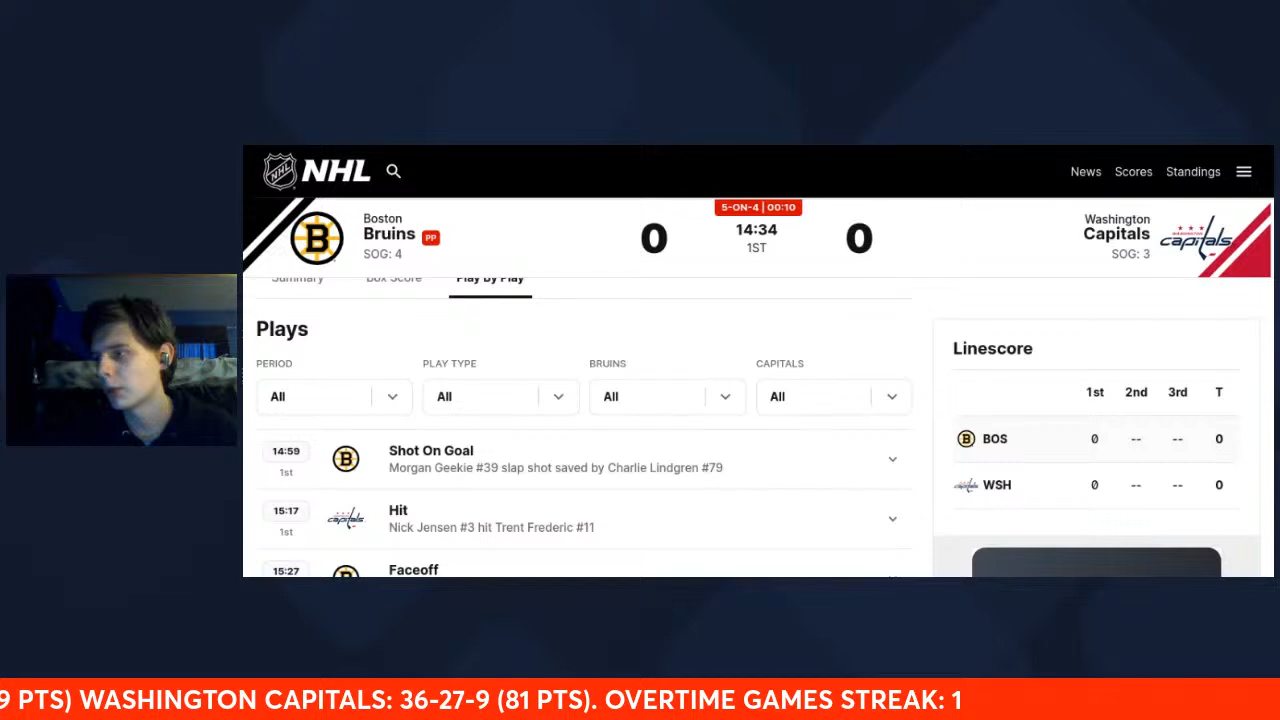 NHL
News Scores Standings
5-ON-4 | 00:10
Boston
Bruins PP
SOG: 4
0
14:34
1ST
0
Washington
Capitals
SOG: 3
capitals
Summary Box Score Play By Play
Plays
PERIOD PLAY TYPE BRUINS CAPITALS
All All All All
14:59
1st
Shot On Goal
Morgan Geekie #39 slap shot saved by Charlie Lindgren #79
15:17
1st
capitals
Hit
Nick Jensen #3 hit Trent Frederic #11
15:27
Faceoff
Linescore
1st 2nd 3rd T
B BOS 0 -- -- 0
WSH 0 -- -- 0
9 PTS) WASHINGTON CAPITALS: 36-27-9 (81 PTS). OVERTIME GAMES STREAK: 1